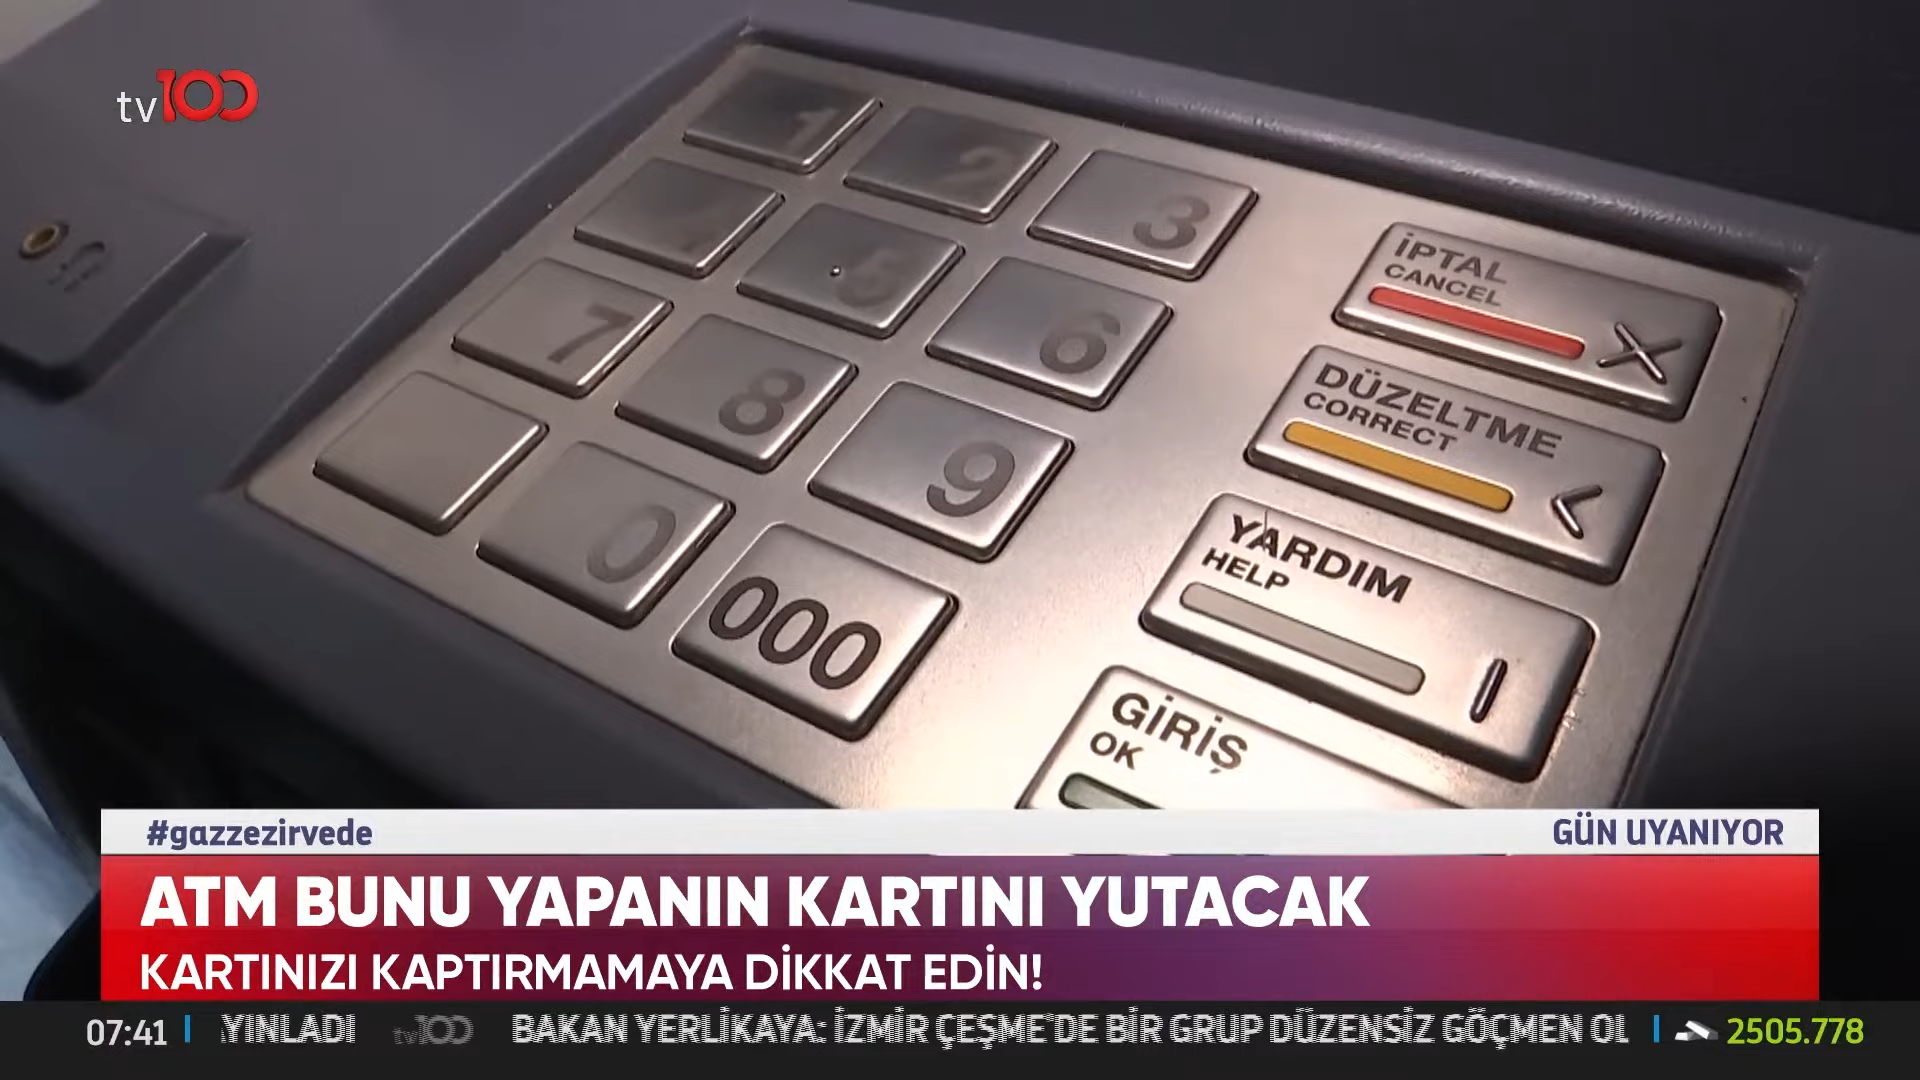 tv100
1
2
3
5
6
7
8
9
0
000
İPTAL
CANCEL
DÜZELTME
CORRECT
YARDIM
HELP
GİRİŞ
OK
#gazzezirvede
GÜN UYANIYOR
ATM BUNU YAPANIN KARTINI YUTACAK
KARTINIZI KAPTIRMAMAYA DİKKAT EDİN!
07:41 YINLADI tv100 BAKAN YERLİKAYA: İZMİR ÇEŞME'DE BİR GRUP DÜZENSİZ GÖÇMEN OL 2505.778